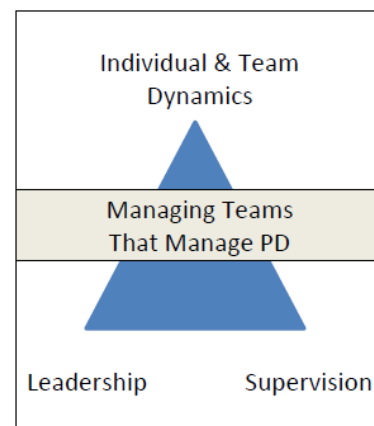 Individual & Team
Dynamics
Managing Teams
That Manage PD
Leadership Supervision